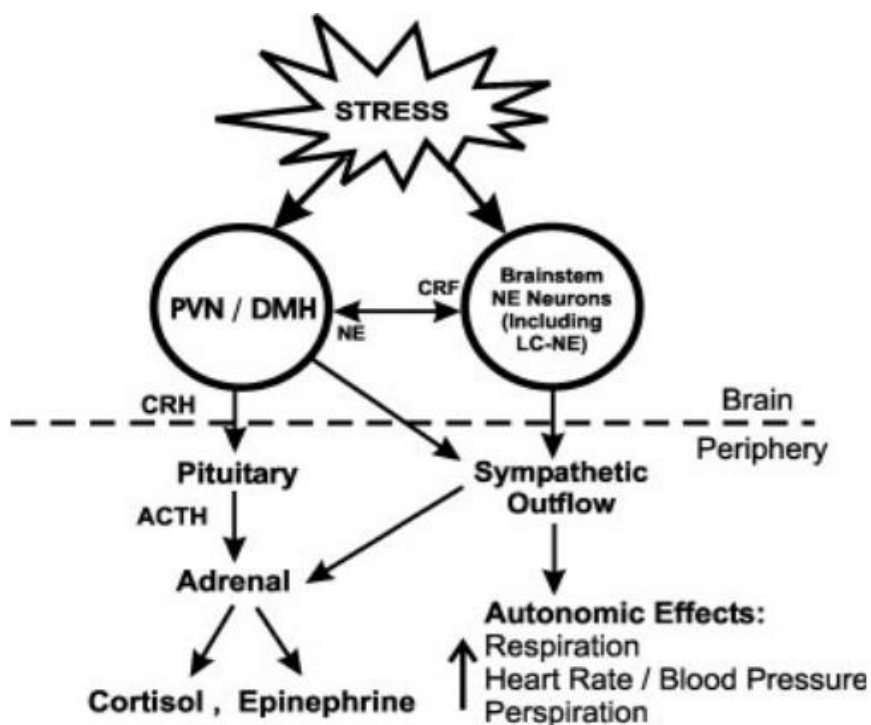 STRESS
PVN / DMH
CRF
NE
Brainstem
NE Neurons
(Including
LC-NE)
CRH
Brain
Periphery
Pituitary
Sympathetic
Outflow
ACTH
Adrenal
Autonomic Effects:
Respiration
Heart Rate / Blood Pressure
Perspiration
Cortisol , Epinephrine